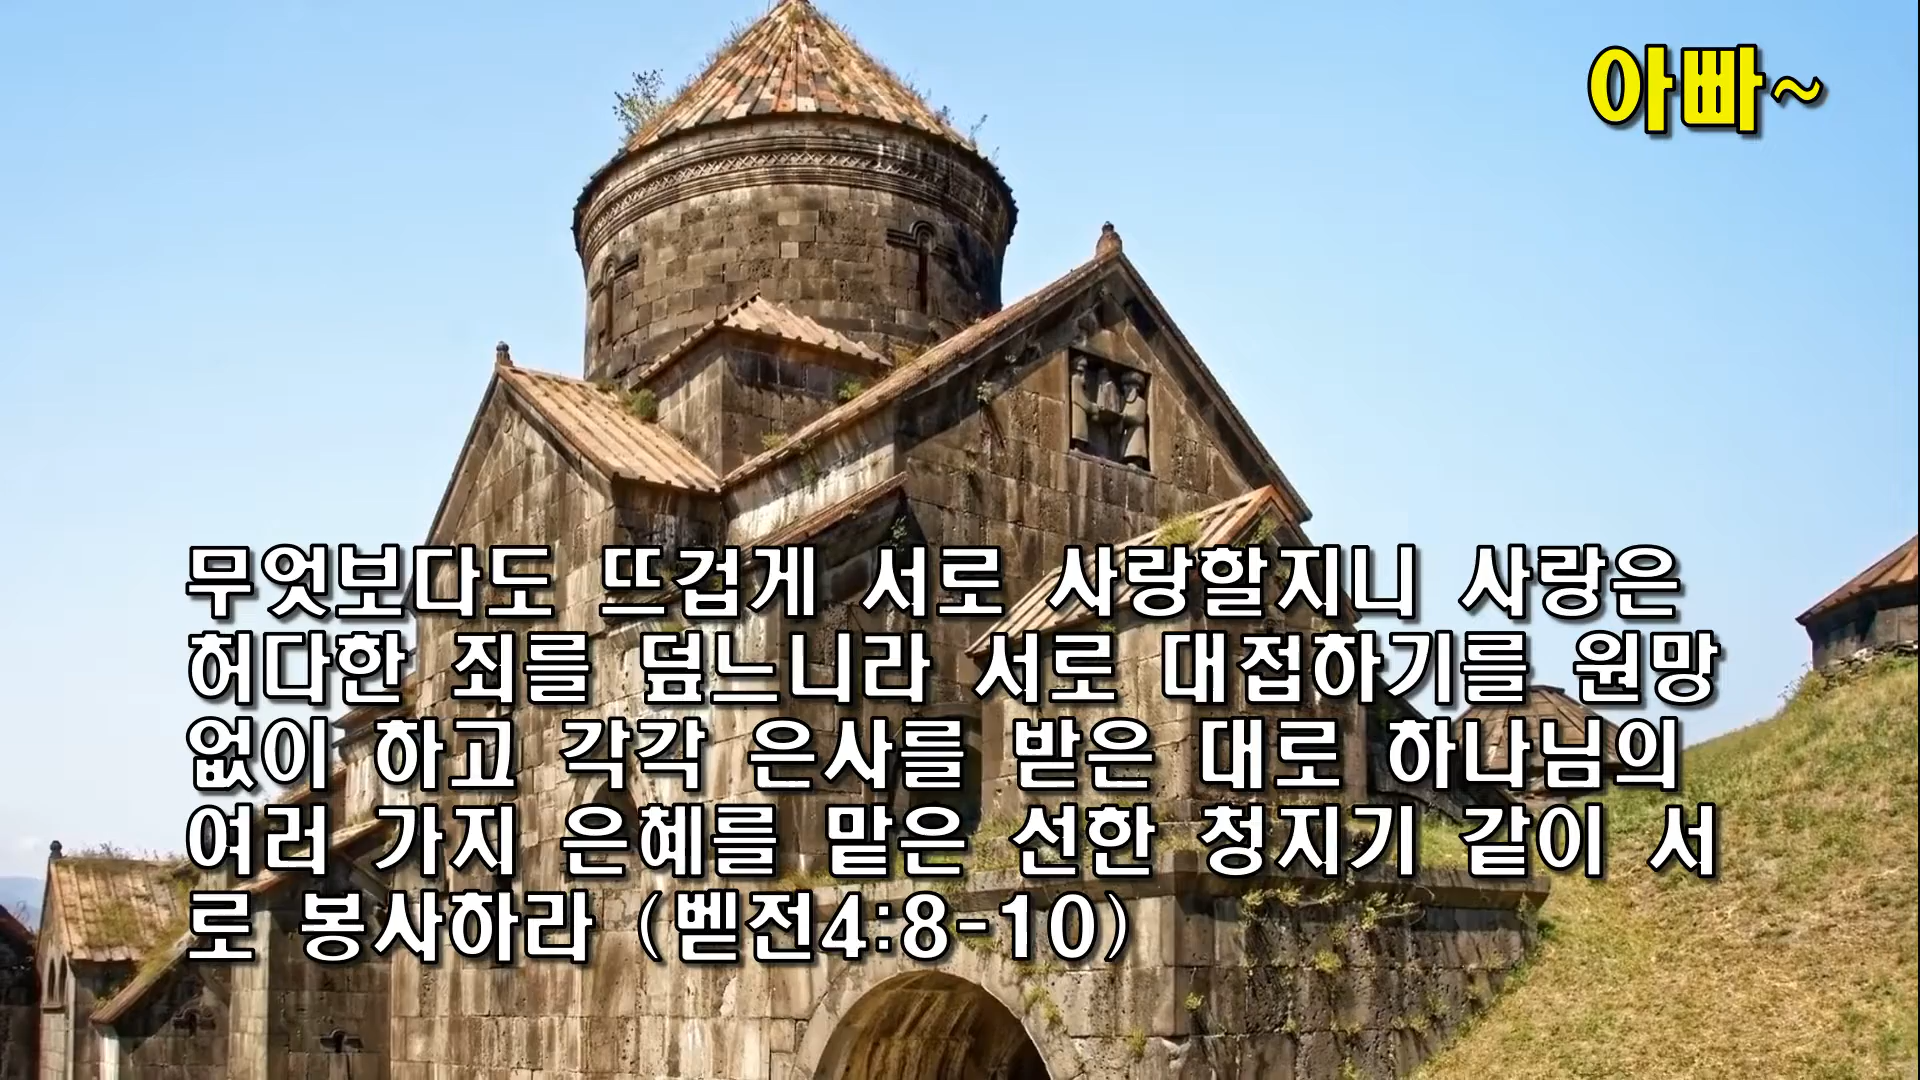 아빠~
무엇보다도 뜨겁게 서로 사랑할지니 사랑은
허다한 죄를 덮느니라 서로 대접하기를 원망
없이 하고 각각 은사를 받은 대로 하나님의
여러 가지 은혜를 맡은 선한 청지기 같이 서
로 봉사하라 (벧전4:8-10)